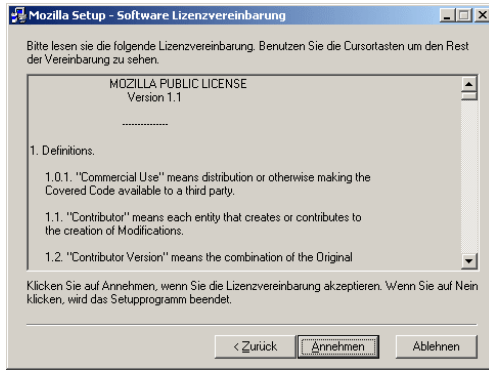 Mozilla Setup - Software Lizenzvereinbarung
Bitte lesen sie die folgende Lizenzvereinbarung. Benutzen Sie die Cursortasten um den Rest
der Vereinbarung zu sehen.
MOZILLA PUBLIC LICENSE
Version 1.1
---------------
1. Definitions.
1.0.1. "Commercial Use" means distribution or otherwise making the
Covered Code available to a third party.
1.1. "Contributor" means each entity that creates or contributes to
the creation of Modifications.
1.2. "Contributor Version" means the combination of the Original
Klicken Sie auf Annehmen, wenn Sie die Lizenzvereinbarung akzeptieren. Wenn Sie auf Nein
klicken, wird das Setupprogramm beendet.
< Zurück Annehmen Ablehnen